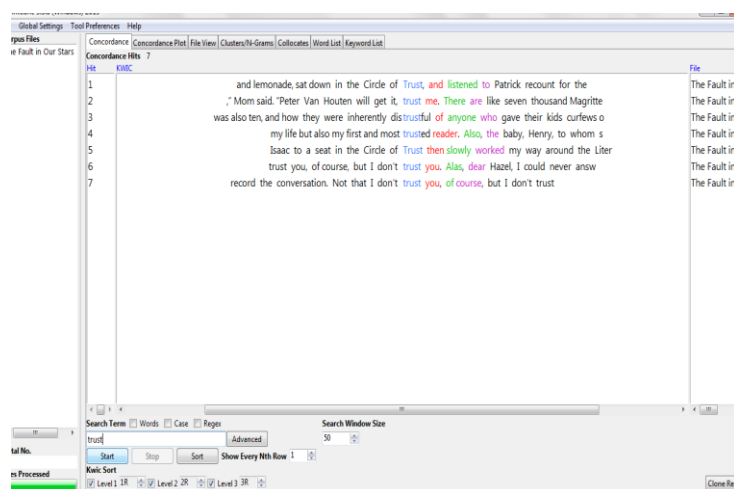 Global Settings Tool Preferences Help
rpus Files
e Fault in Our Stars
Concordance Concordance Plot File View Clusters/N-Grams Collocates Word List Keyword List
Concordance Hits 7
Hit KWIC File
1 and lemonade, sat down in the Circle of Trust, and listened to Patrick recount for the The Fault in
2 ," Mom said. "Peter Van Houten will get it, trust me. There are like seven thousand Magritte The Fault in
3 was also ten, and how they were inherently distrustful of anyone who gave their kids curfews o The Fault in
4 my life but also my first and most trusted reader. Also, the baby, Henry, to whom s The Fault in
5 Isaac to a seat in the Circle of Trust then slowly worked my way around the Liter The Fault in
6 trust you, of course, but I don't trust you. Alas, dear Hazel, I could never answ The Fault in
7 record the conversation. Not that I don't trust you, of course, but I don't trust The Fault in
Search Term Words Case Regex Search Window Size
trust Advanced 50
tal No.
Start Stop Sort Show Every Nth Row 1
es Processed
Kwic Sort
Level 1 1R Level 2 2R Level 3 3R Clone Re